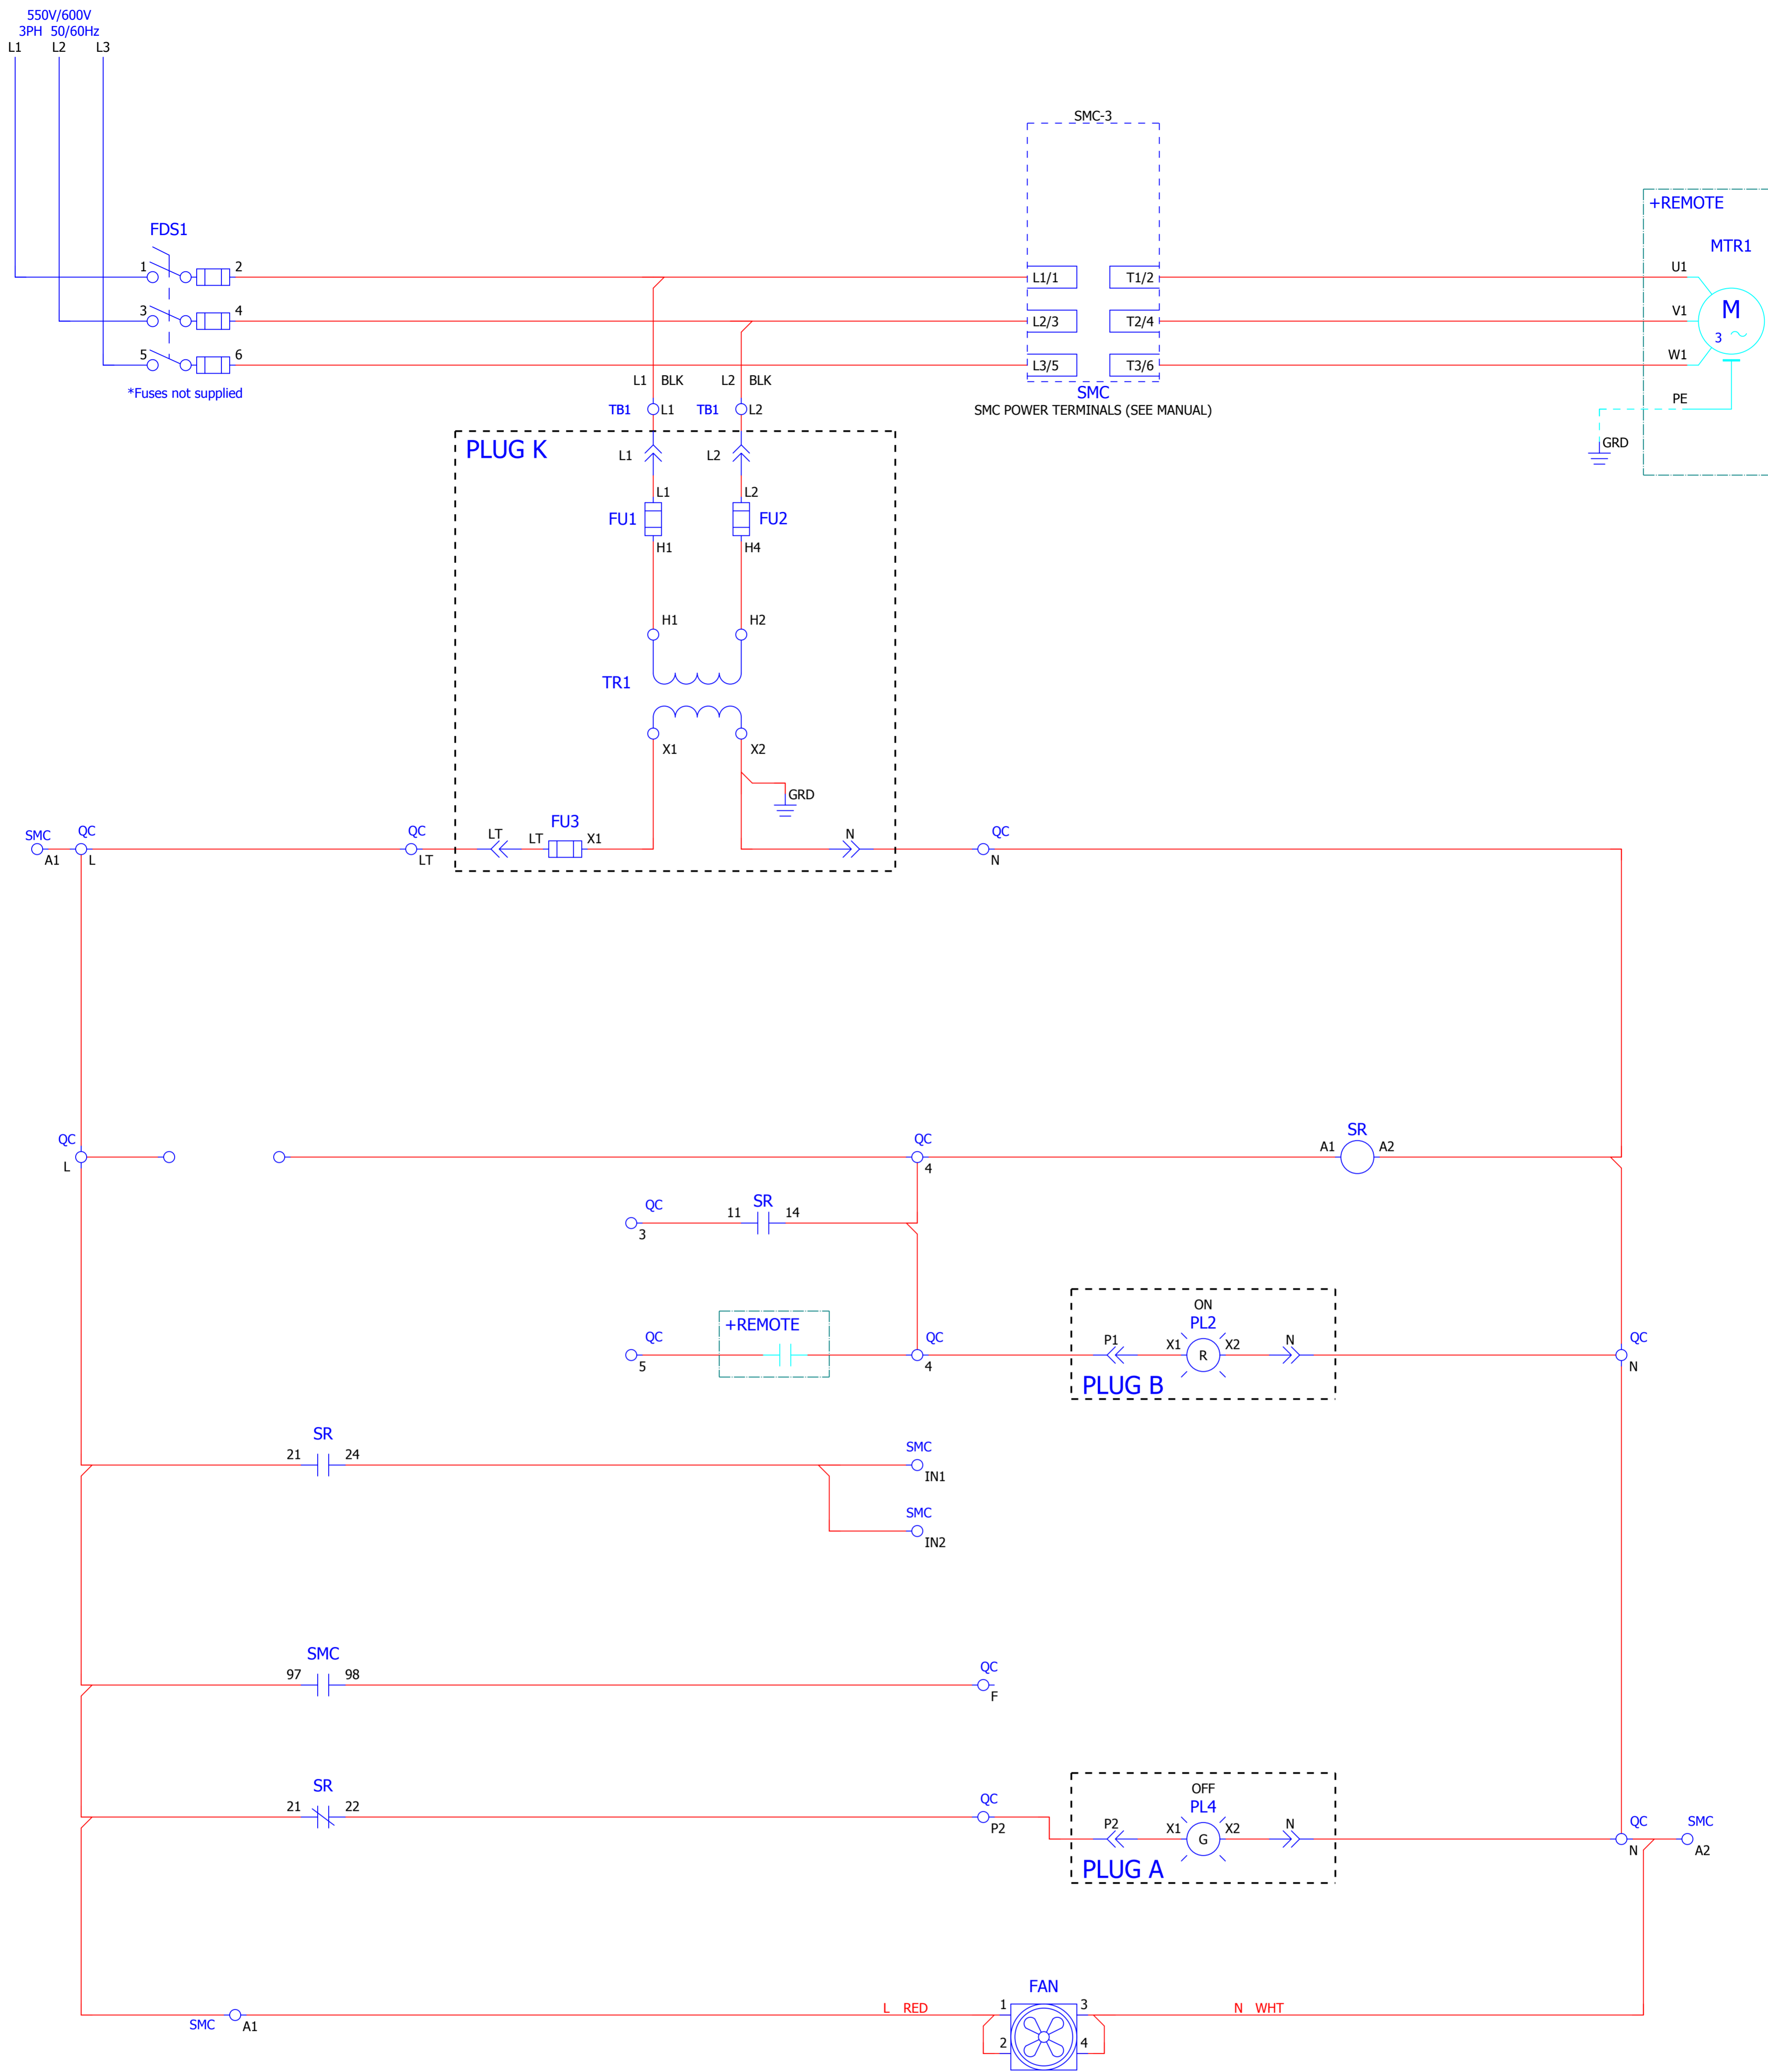 550V/600V
3PH 50/60Hz
L1 L2 L3
SMC-3
+REMOTE
FDS1
MTR1
1 2 L1/1 T1/2 U1
3 4 L2/3 T2/4 V1 M
3
5 6 L3/5 T3/6 W1
L1 BLK L2 BLK
*Fuses not supplied
SMC
SMC POWER TERMINALS (SEE MANUAL)
PE
TB1 L1 TB1 L2
GRD
PLUG K
L1 L2
L1 L2
FU1 FU2
H1 H4
H1 H2
TR1
X1 X2
GRD
SMC QC QC FU3 QC
LT LT X1 N
A1 L LT N
QC QC SR
A1 A2
L 4
QC SR
11 14
3
ON
QC +REMOTE QC PL2 QC
P1 X1 X2 N
R
5 4 N
PLUG B
SR SMC
21 24
IN1
SMC
IN2
SMC QC
97 98
F
OFF
SR QC PL4 QC SMC
21 22 P2 X1 X2 N
P2 G N A2
PLUG A
FAN
L RED 1 3 N WHT
SMC A1
2 4